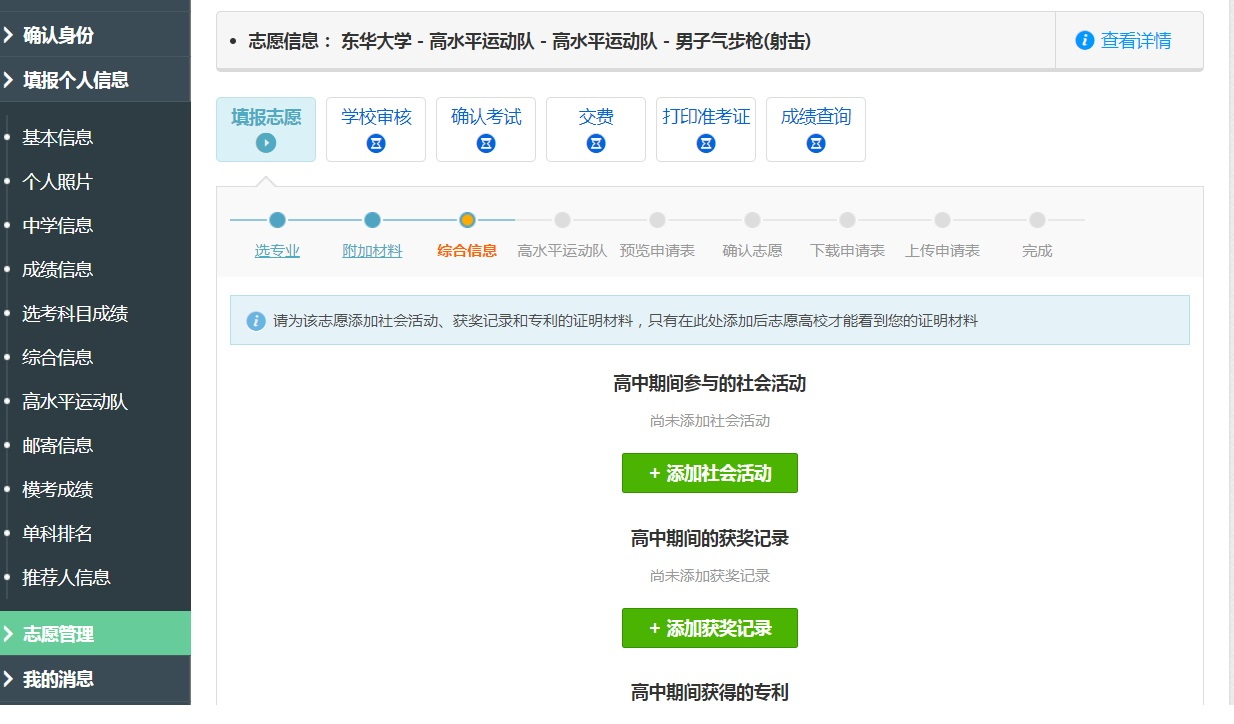 确认身份
填报个人信息
基本信息
个人照片
中学信息
成绩信息
选考科目成绩
综合信息
高水平运动队
邮寄信息
模考成绩
单科排名
推荐人信息
志愿管理
我的消息
志愿信息： 东华大学 - 高水平运动队 - 高水平运动队 - 男子气步枪(射击)
查看详情
填报志愿 学校审核 确认考试 交费 打印准考证 成绩查询
选专业 附加材料 综合信息 高水平运动队 预览申请表 确认志愿 下载申请表 上传申请表 完成
请为该志愿添加社会活动、获奖记录和专利的证明材料，只有在此处添加后志愿高校才能看到您的证明材料
高中期间参与的社会活动
尚未添加社会活动
+ 添加社会活动
高中期间的获奖记录
尚未添加获奖记录
+ 添加获奖记录
高中期间获得的专利